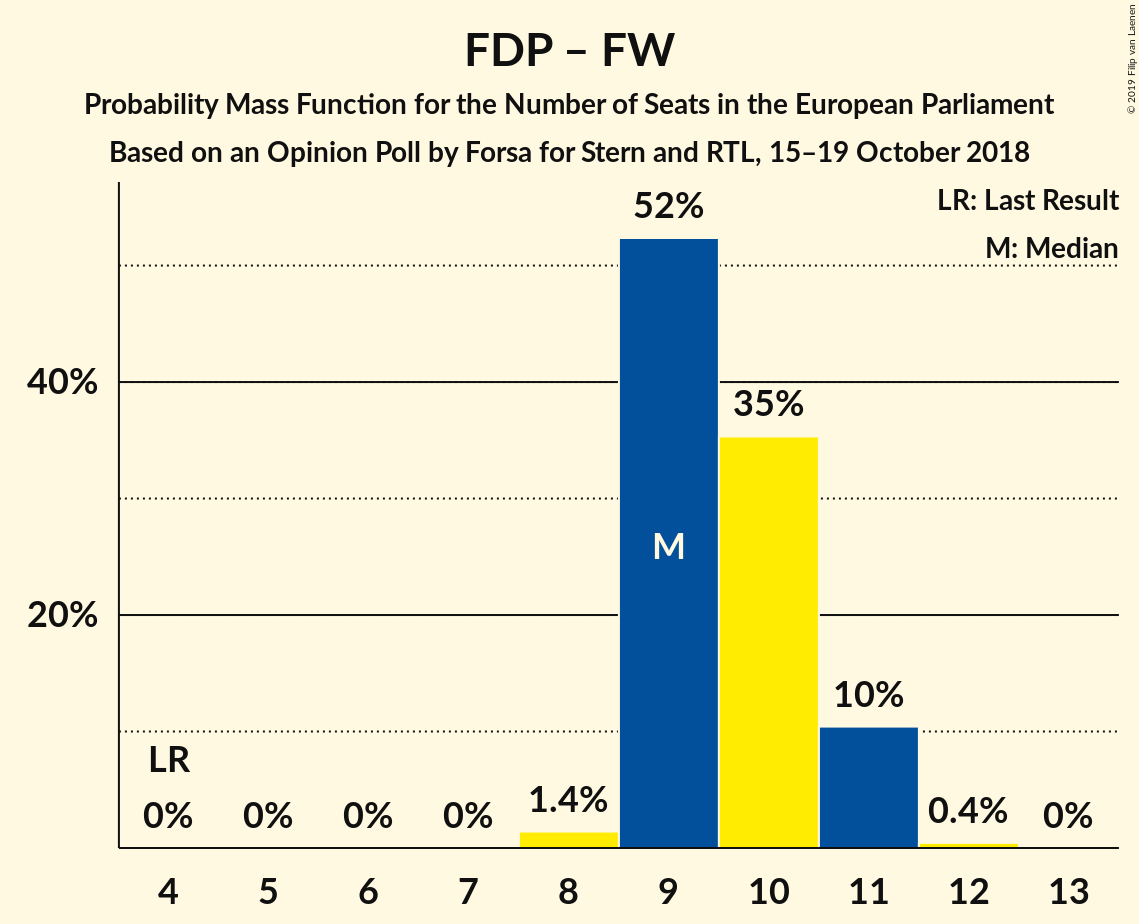 FDP – FW
Probability Mass Function for the Number of Seats in the European Parliament
Based on an Opinion Poll by Forsa for Stern and RTL, 15–19 October 2018
© 2019 Filip van Laenen
LR: Last Result
M: Median
52%
40%
35%
M
20%
10%
LR
0% 0% 0% 0% 1.4% 0.4% 0%
4 5 6 7 8 9 10 11 12 13